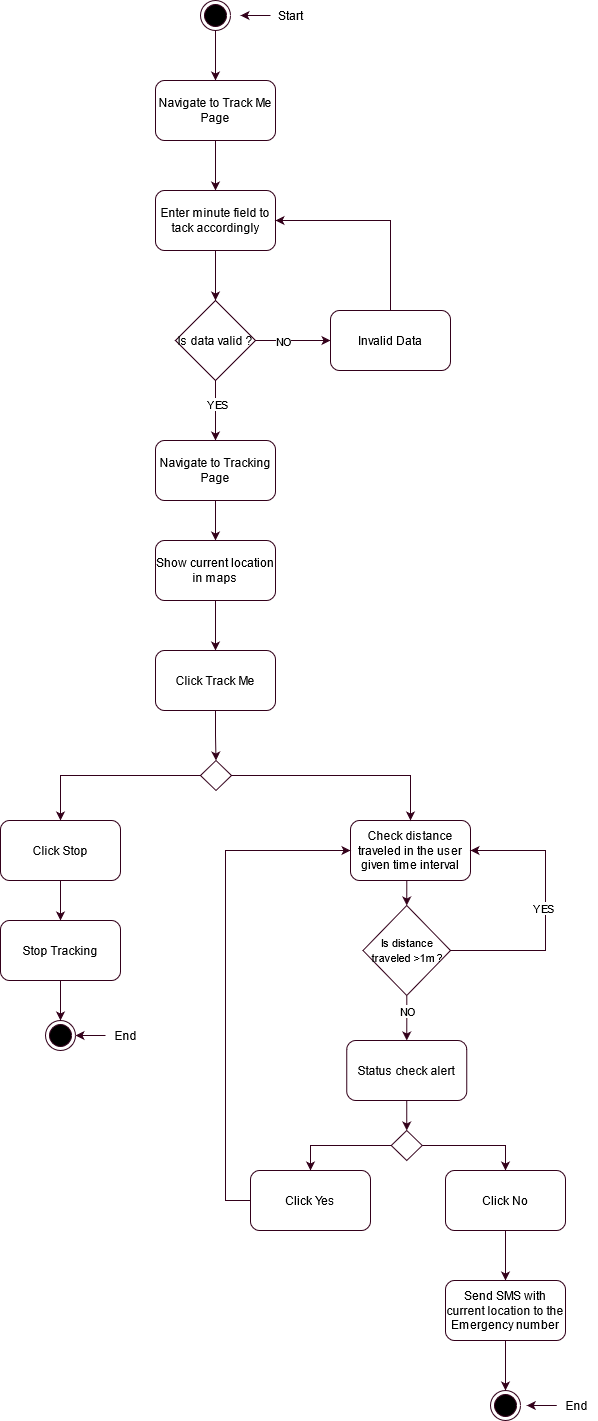 Start
Navigate to Track Me
Page
Enter minute field to
tack accordingly
Is data valid ?
NO
Invalid Data
YES
Navigate to Tracking
Page
Show current location
in maps
Click Track Me
Click Stop
Check distance
traveled in the user
given time interval
YES
Stop Tracking
Is distance
traveled >1m ?
NO
End
Status check alert
Click Yes
Click No
Send SMS with
current location to the
Emergency number
End